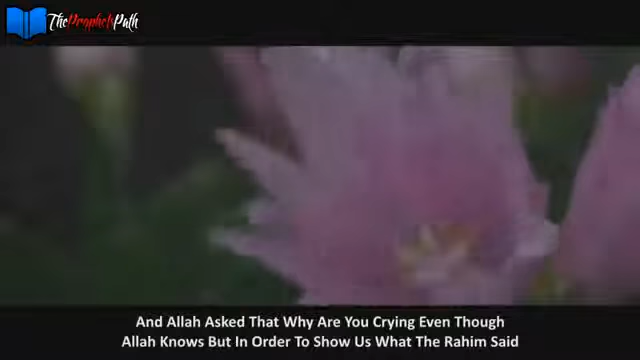 TheProphetsPath
And Allah Asked That Why Are You Crying Even Though
Allah Knows But In Order To Show Us What The Rahim Said